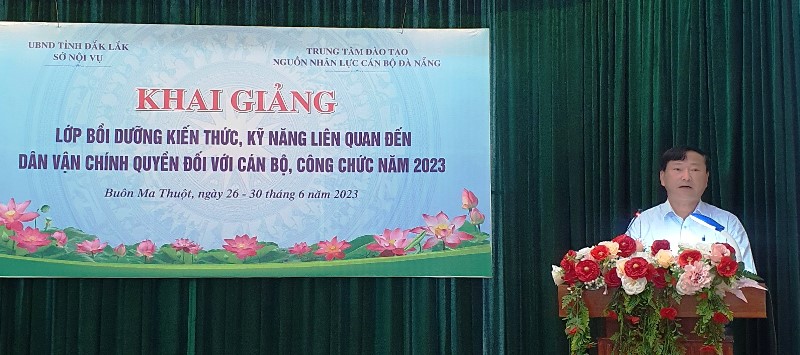 UBND TỈNH ĐẮK LẮK
SỞ NỘI VỤ
TRUNG TÂM ĐÀO TẠO
NGUỒN NHÂN LỰC CÁN BỘ ĐÀ NẴNG
KHAI GIẢNG
LỚP BỒI DƯỠNG KIẾN THỨC, KỸ NĂNG LIÊN QUAN ĐẾN
DÂN VẬN CHÍNH QUYỀN ĐỐI VỚI CÁN BỘ, CÔNG CHỨC NĂM 2023
Buôn Ma Thuột, ngày 26 - 30 tháng 6 năm 2023